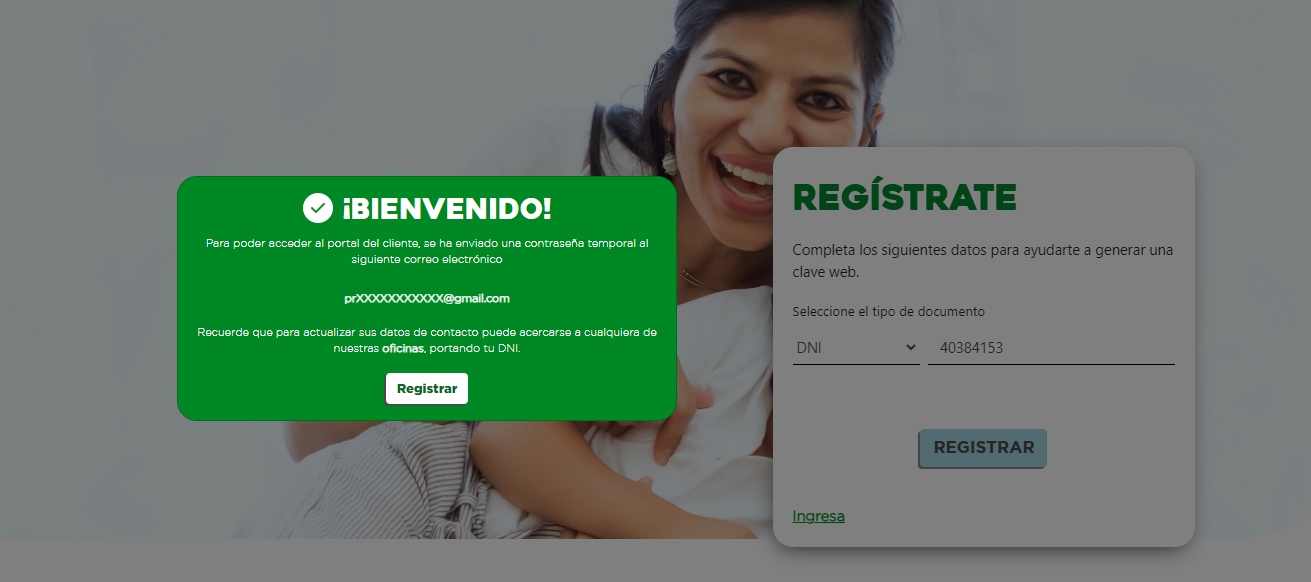 ¡BIENVENIDO!
Para poder acceder al portal del cliente, se ha enviado una contraseña temporal al
siguiente correo electrónico
prXXXXXXXXXXX@gmail.com
Recuerde que para actualizar sus datos de contacto puede acercarse a cualquiera de
nuestras oficinas, portando tu DNI.
Registrar
REGÍSTRATE
Completa los siguientes datos para ayudarte a generar una
clave web.
Seleccione el tipo de documento
DNI 40384153
REGISTRAR
Ingresa